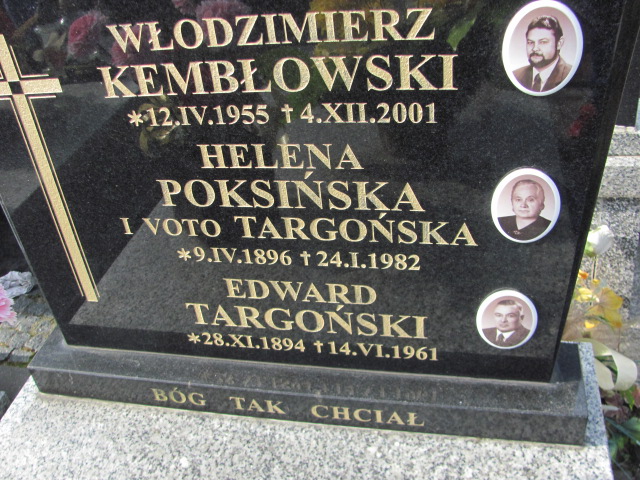 WŁODZIMIERZ
KEMBŁOWSKI
*12.IV.1955 †4.XII.2001
HELENA
POKSIŃSKA
I VOTO TARGOŃSKA
*9.IV.1896 †24.I.1982
EDWARD
TARGOŃSKI
*28.XI.1894 †14.VI.1961
BÓG TAK CHCIAŁ